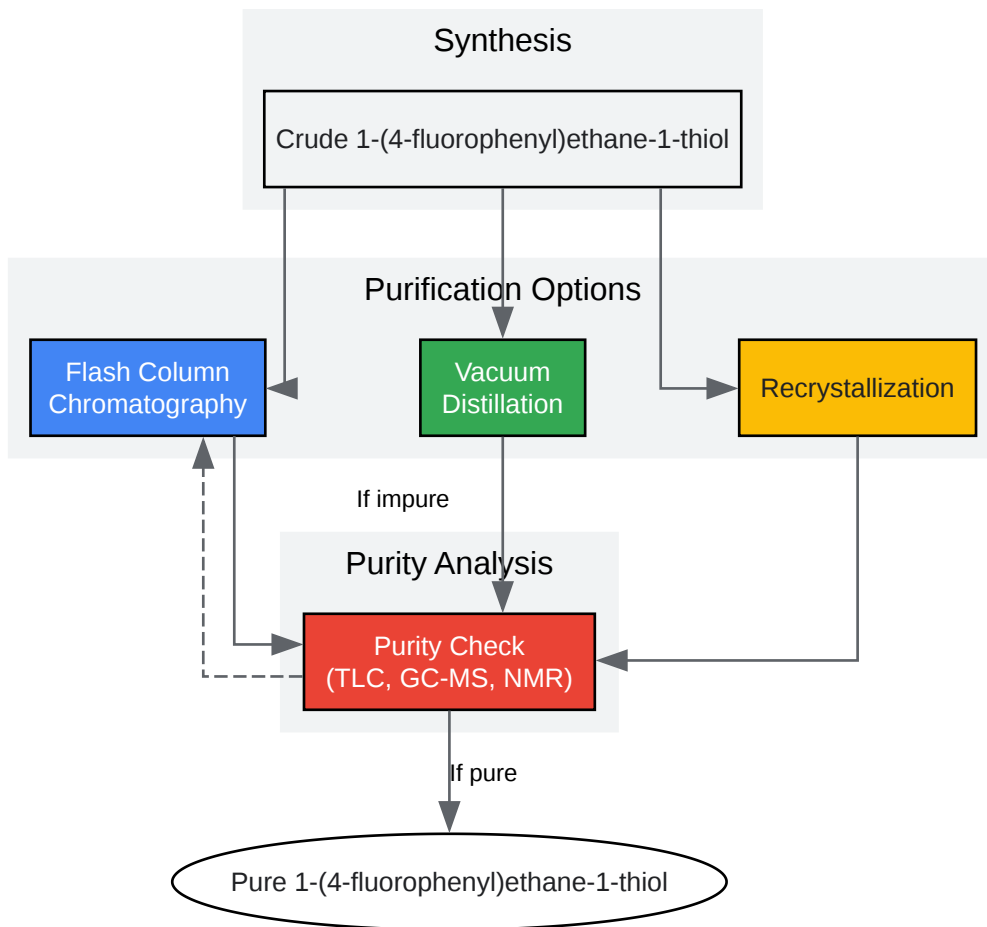 Synthesis
Crude 1-(4-fluorophenyl)ethane-1-thiol
Purification Options
Flash Column
Chromatography
Vacuum
Distillation
Recrystallization
If impure
Purity Analysis
Purity Check
(TLC, GC-MS, NMR)
If pure
Pure 1-(4-fluorophenyl)ethane-1-thiol